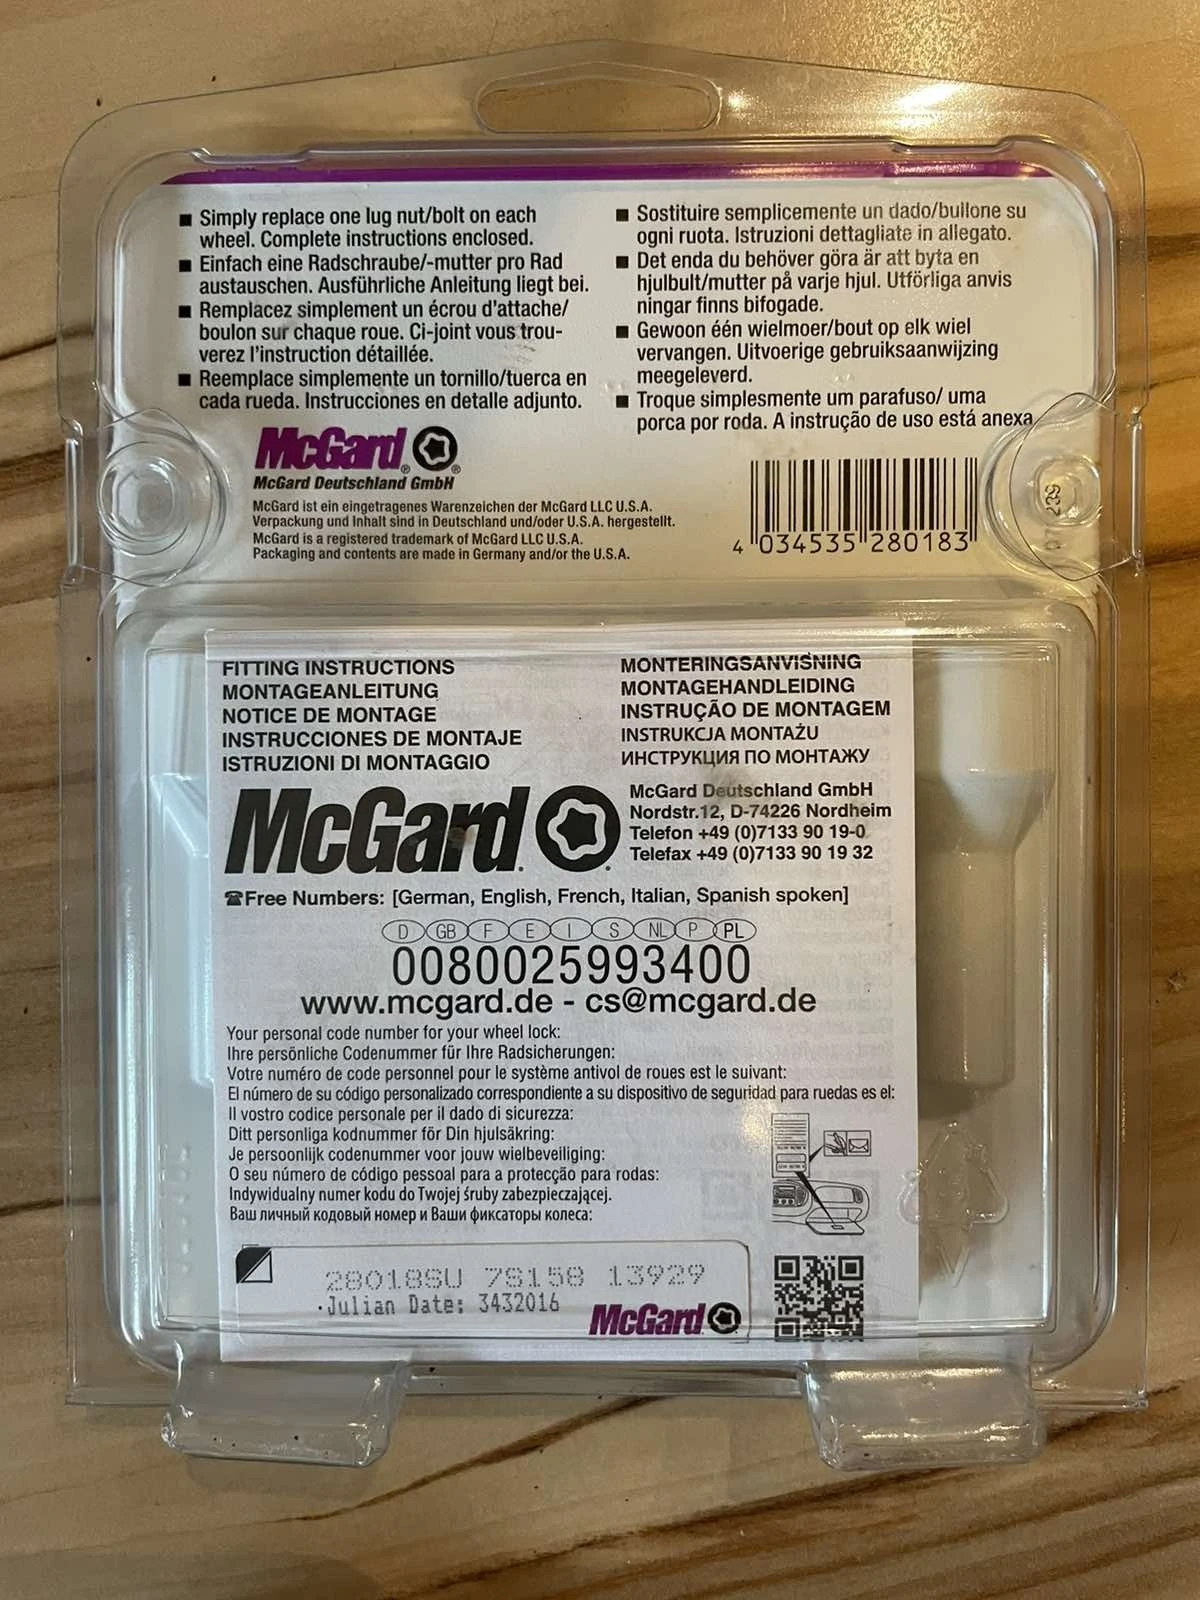 ■ Simply replace one lug nut/bolt on each
wheel. Complete instructions enclosed.
■ Einfach eine Radschraube/-mutter pro Rad
austauschen. Ausführliche Anleitung liegt bei.
■ Remplacez simplement un écrou d'attache/
boulon sur chaque roue. Ci-joint vous trou-
verez l'instruction détaillée.
■ Reemplace simplemente un tornillo/tuerca en
cada rueda. Instrucciones en detalle adjunto.
■ Sostituire semplicemente un dado/bullone su
ogni ruota. Istruzioni dettagliate in allegato.
■ Det enda du behöver göra är att byta en
hjulbult/mutter på varje hjul. Utförliga anvis
ningar finns bifogade.
■ Gewoon één wielmoer/bout op elk wiel
vervangen. Uitvoerige gebruiksaanwijzing
meegeleverd.
■ Troque simplesmente um parafuso/ uma
porca por roda. A instrução de uso está anexa
McGard®
McGard Deutschland GmbH
McGard ist ein eingetragenes Warenzeichen der McGard LLC U.S.A.
Verpackung und Inhalt sind in Deutschland und/oder U.S.A. hergestellt.
McGard is a registered trademark of McGard LLC U.S.A.
Packaging and contents are made in Germany and/or the U.S.A.
4 034535 280183
FITTING INSTRUCTIONS
MONTAGEANLEITUNG
NOTICE DE MONTAGE
INSTRUCCIONES DE MONTAJE
ISTRUZIONI DI MONTAGGIO
MONTERINGSANVISNING
MONTAGEHANDLEIDING
INSTRUÇÃO DE MONTAGEM
INSTRUKCJA MONTAŻU
ИНСТРУКЦИЯ ПО МОНТАЖУ
McGard
McGard Deutschland GmbH
Nordstr.12, D-74226 Nordheim
Telefon +49 (0)7133 90 19-0
Telefax +49 (0)7133 90 19 32
☎Free Numbers: [German, English, French, Italian, Spanish spoken]
D GB F E I S NL P PL
0080025993400
www.mcgard.de - cs@mcgard.de
Your personal code number for your wheel lock:
Ihre persönliche Codenummer für Ihre Radsicherungen:
Votre numéro de code personnel pour le système antivol de roues est le suivant:
El número de su código personalizado correspondiente a su dispositivo de seguridad para ruedas es el:
Il vostro codice personale per il dado di sicurezza:
Ditt personliga kodnummer för Din hjulsäkring:
Je persoonlijk codenummer voor jouw wielbeveiliging:
O seu número de código pessoal para a protecção para rodas:
Indywidualny numer kodu do Twojej śruby zabezpieczającej.
Ваш личный кодовый номер и Ваши фиксаторы колеса:
28018SU 7S158 13929
Julian Date: 3432016
McGard